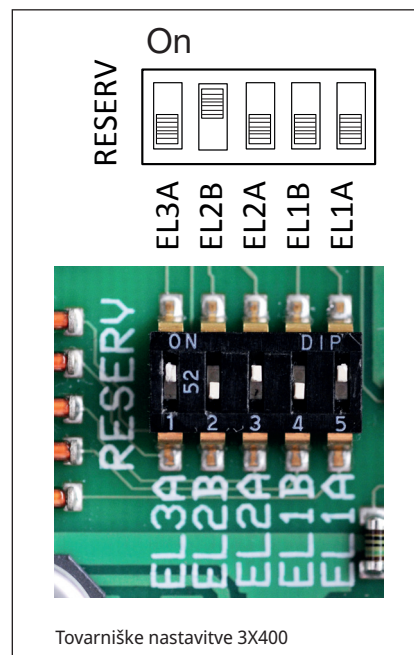 On
RESERV
EL3A
EL2B
EL2A
EL1B
EL1A
ON DIP
52
1 2 3 4 5
RESERV
EL3A
EL2B
EL2A
EL1B
EL1A
Tovarniške nastavitve 3X400